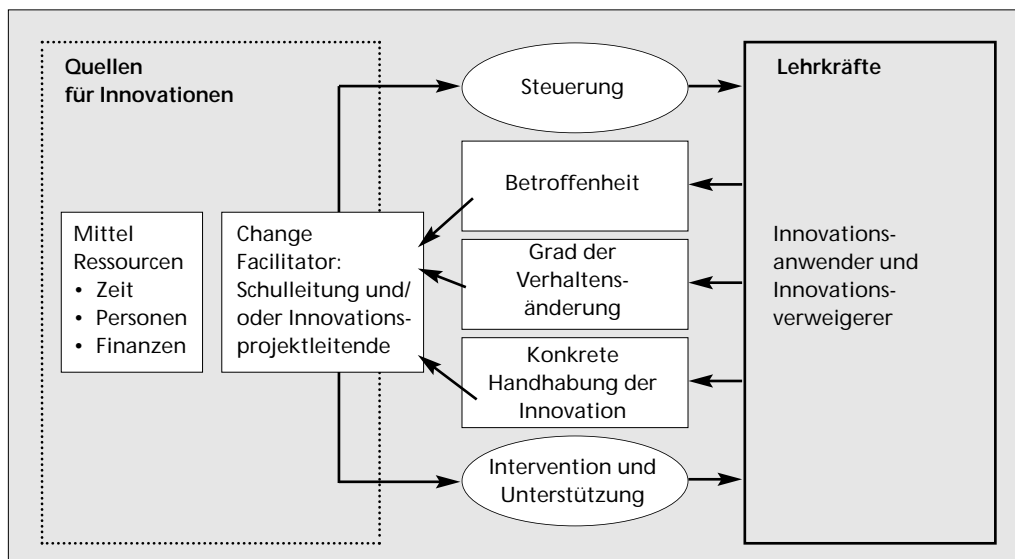 Quellen
für Innovationen
Mittel
Ressourcen
• Zeit
• Personen
• Finanzen
Change
Facilitator:
Schulleitung und/
oder Innovations-
projektleitende
Steuerung
Betroffenheit
Grad der
Verhaltens-
änderung
Konkrete
Handhabung der
Innovation
Intervention und
Unterstützung
Lehrkräfte
Innovations-
anwender und
Innovations-
verweigerer